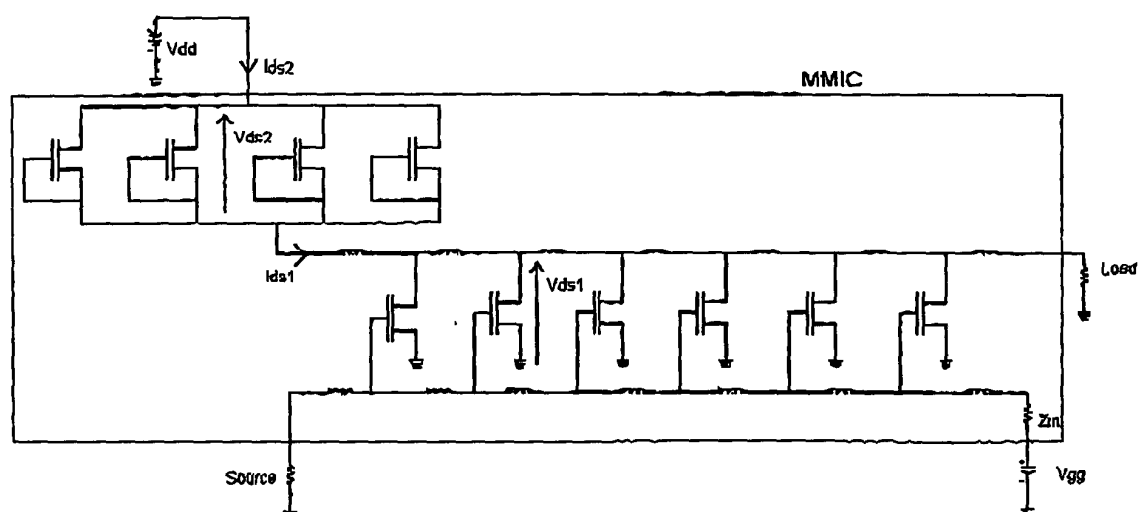 Vdd
Ids2
MMIC
Vds2
Ids1
Vds1
Load
Zin
Source
Vgg